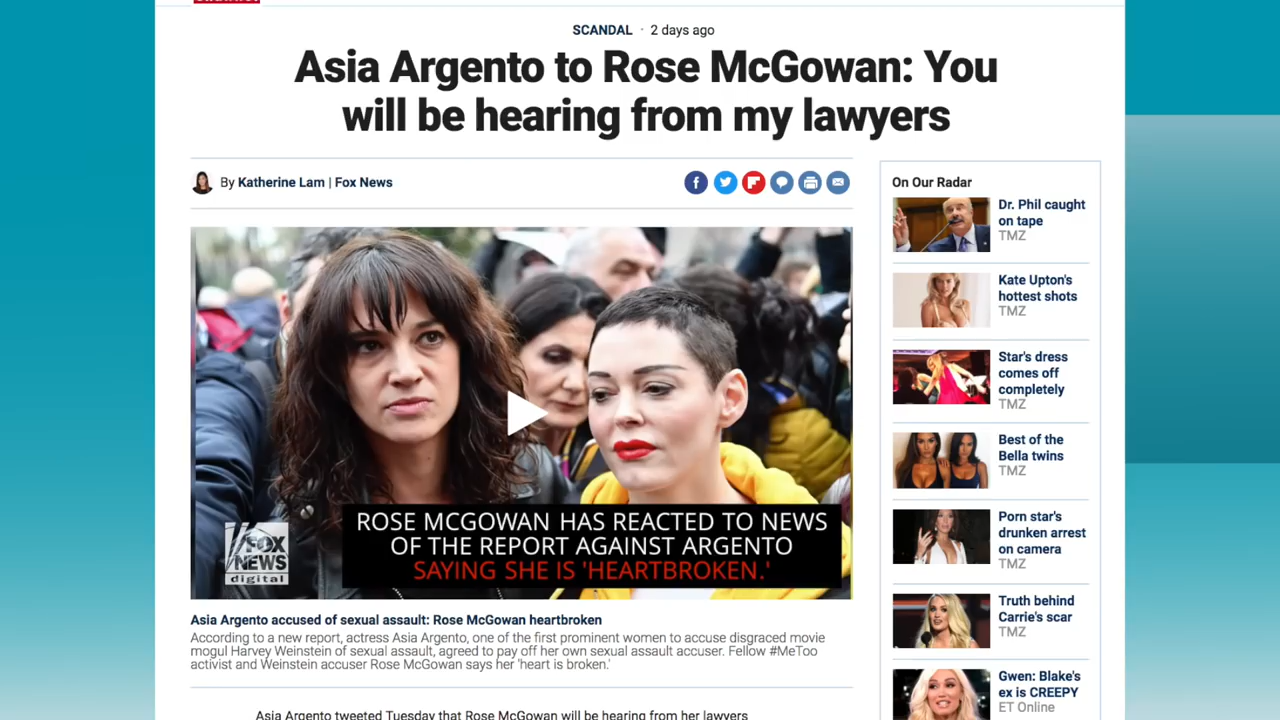 SCANDAL · 2 days ago
Asia Argento to Rose McGowan: You
will be hearing from my lawyers
By Katherine Lam | Fox News
ROSE MCGOWAN HAS REACTED TO NEWS
OF THE REPORT AGAINST ARGENTO
SAYING SHE IS 'HEARTBROKEN.'
FOX
NEWS
digital
Asia Argento accused of sexual assault: Rose McGowan heartbroken
According to a new report, actress Asia Argento, one of the first prominent women to accuse disgraced movie
mogul Harvey Weinstein of sexual assault, agreed to pay off her own sexual assault accuser. Fellow #MeToo
activist and Weinstein accuser Rose McGowan says her 'heart is broken.'
Asia Argento tweeted Tuesday that Rose McGowan will be hearing from her lawyers
On Our Radar
Dr. Phil caught
on tape
TMZ
Kate Upton's
hottest shots
TMZ
Star's dress
comes off
completely
TMZ
Best of the
Bella twins
TMZ
Porn star's
drunken arrest
on camera
TMZ
Truth behind
Carrie's scar
TMZ
Gwen: Blake's
ex is CREEPY
ET Online